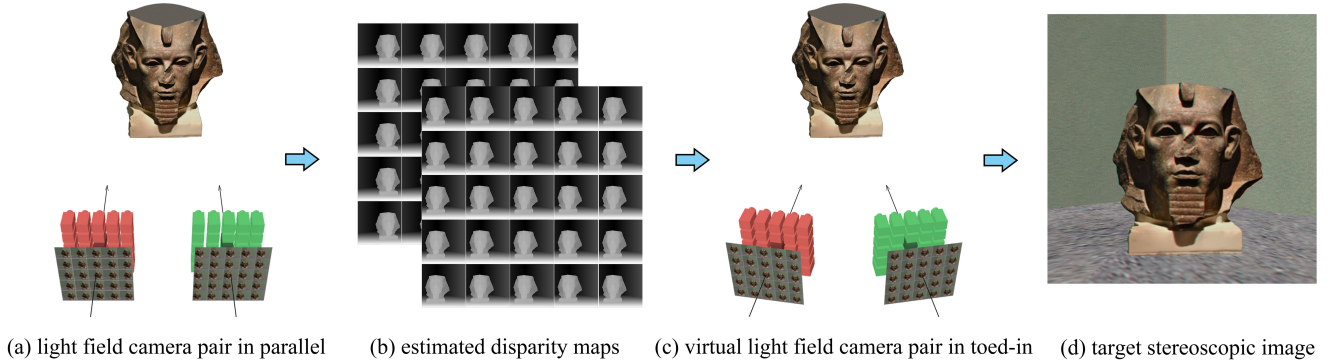 (a) light field camera pair in parallel
(b) estimated disparity maps
(c) virtual light field camera pair in toed-in
(d) target stereoscopic image